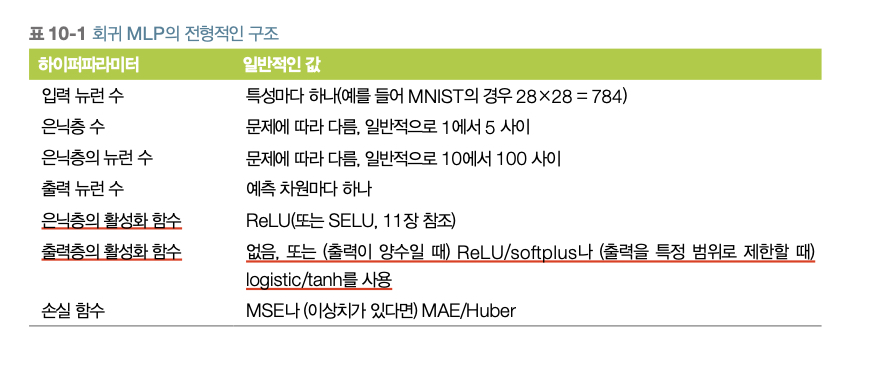 표 10-1 회귀 MLP의 전형적인 구조
하이퍼파라미터 일반적인 값
입력 뉴런 수 특성마다 하나(예를 들어 MNIST의 경우 28×28 = 784)
은닉층 수 문제에 따라 다름, 일반적으로 1에서 5 사이
은닉층의 뉴런 수 문제에 따라 다름, 일반적으로 10에서 100 사이
출력 뉴런 수 예측 차원마다 하나
은닉층의 활성화 함수 ReLU(또는 SELU, 11장 참조)
출력층의 활성화 함수 없음, 또는 (출력이 양수일 때) ReLU/softplus나 (출력을 특정 범위로 제한할 때)
logistic/tanh를 사용
손실 함수 MSE나 (이상치가 있다면) MAE/Huber